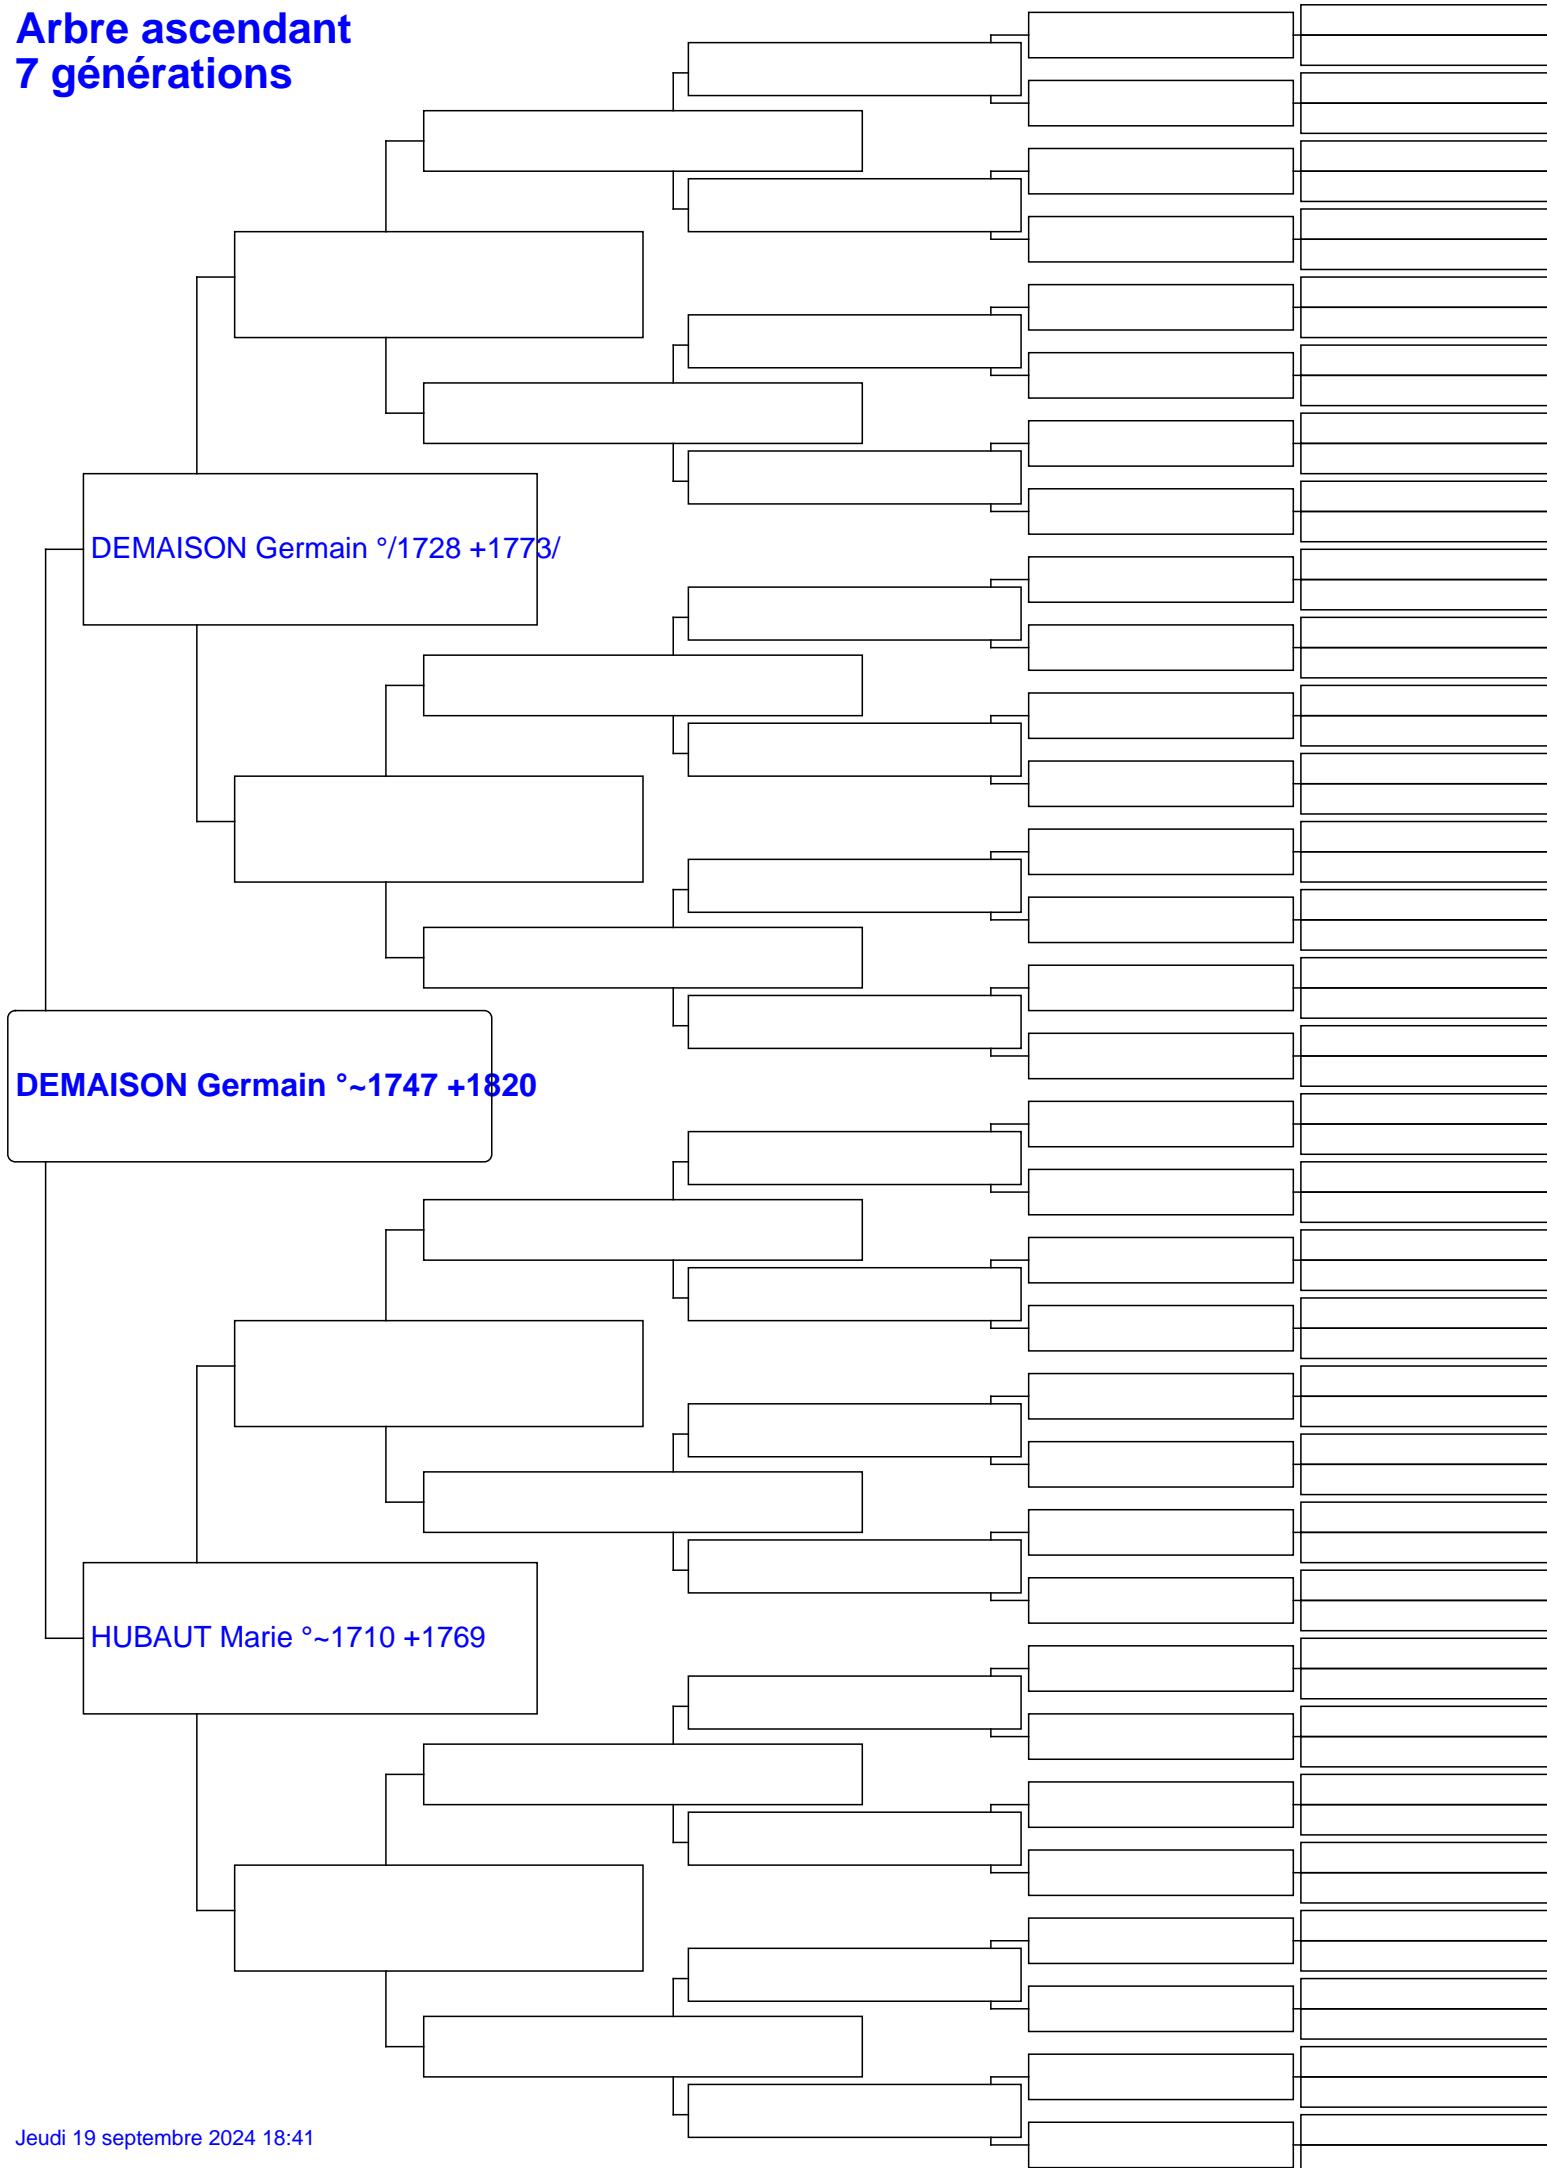 Arbre ascendant
7 générations
DEMAISON Germain °/1728 +1773/
DEMAISON Germain °~1747 +1820
HUBAUT Marie °~1710 +1769
Jeudi 19 septembre 2024 18:41